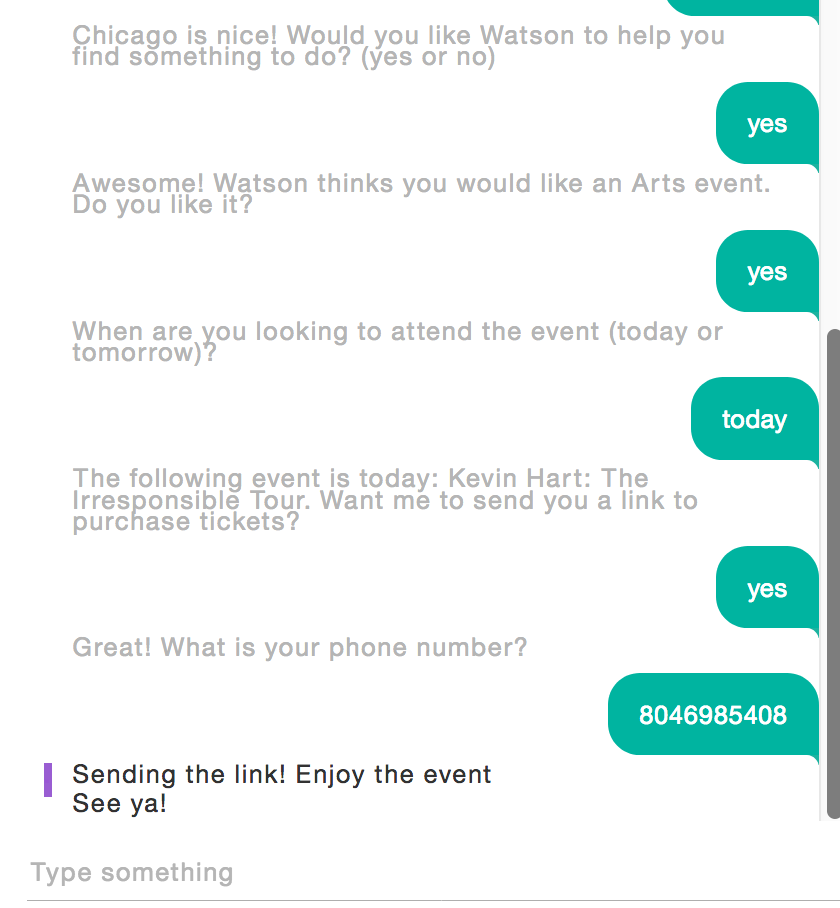 Chicago is nice! Would you like Watson to help you
find something to do? (yes or no)
yes
Awesome! Watson thinks you would like an Arts event.
Do you like it?
yes
When are you looking to attend the event (today or
tomorrow)?
today
The following event is today: Kevin Hart: The
Irresponsible Tour. Want me to send you a link to
purchase tickets?
yes
Great! What is your phone number?
8046985408
Sending the link! Enjoy the event
See ya!
Type something